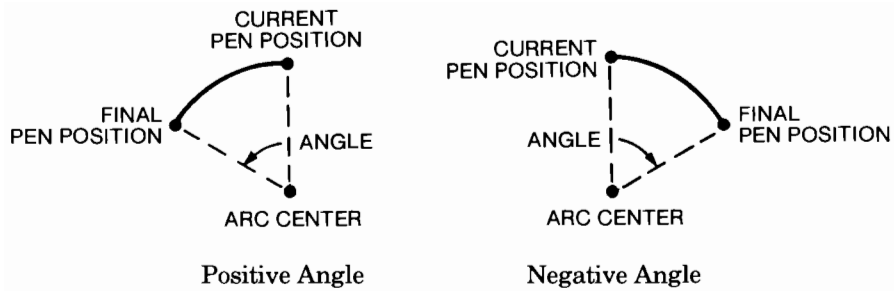 CURRENT
PEN POSITION
FINAL
PEN POSITION
ANGLE
ARC CENTER
Positive Angle
CURRENT
PEN POSITION
ANGLE
FINAL
PEN POSITION
ARC CENTER
Negative Angle